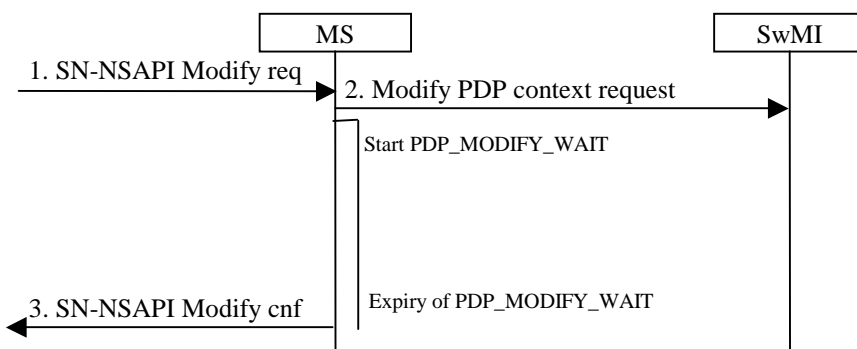 MS
SwMI
1. SN-NSAPI Modify req
2. Modify PDP context request
Start PDP_MODIFY_WAIT
Expiry of PDP_MODIFY_WAIT
3. SN-NSAPI Modify cnf